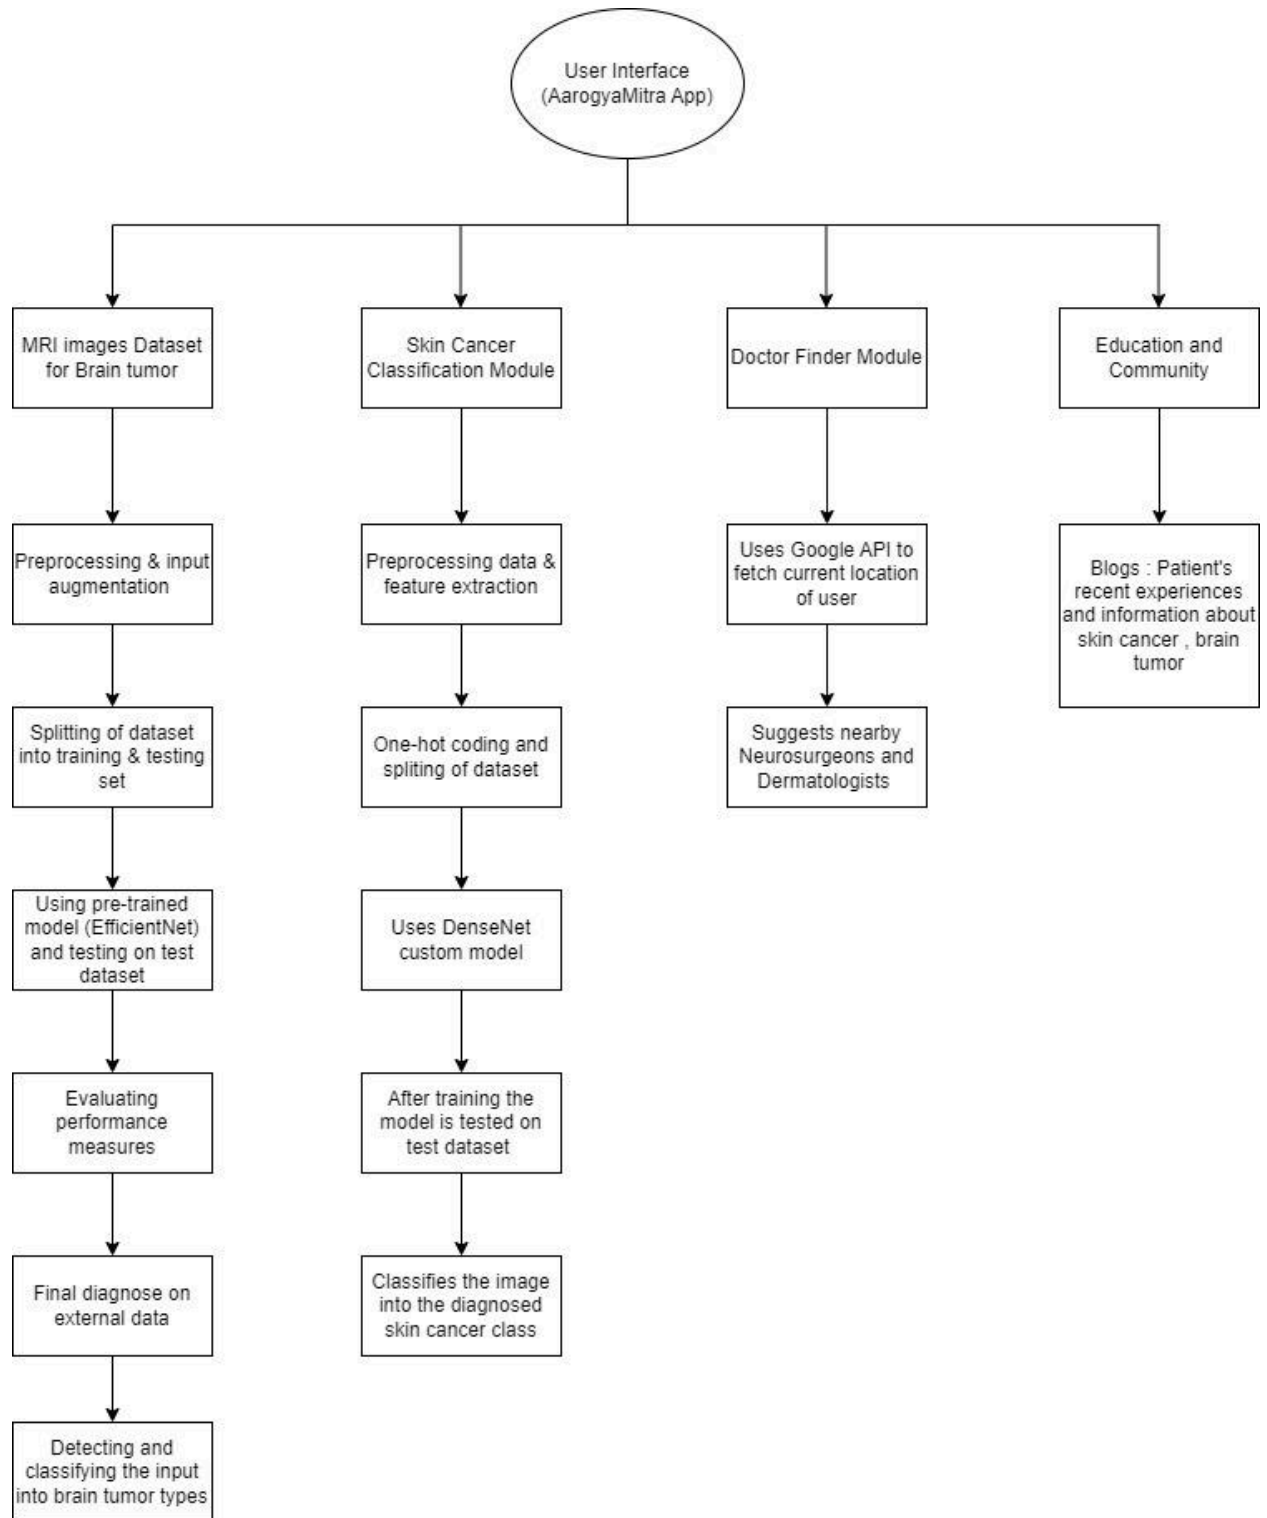 User Interface
(AarogyaMitra App)
MRI images Dataset
for Brain tumor
Skin Cancer
Classification Module
Doctor Finder Module
Education and
Community
Preprocessing & input
augmentation
Preprocessing data &
feature extraction
Uses Google API to
fetch current location
of user
Blogs : Patient's
recent experiences
and information about
skin cancer , brain
tumor
Splitting of dataset
into training & testing
set
One-hot coding and
spliting of dataset
Suggests nearby
Neurosurgeons and
Dermatologists
Using pre-trained
model (EfficientNet)
and testing on test
dataset
Uses DenseNet
custom model
Evaluating
performance
measures
After training the
model is tested on
test dataset
Final diagnose on
external data
Classifies the image
into the diagnosed
skin cancer class
Detecting and
classifying the input
into brain tumor types